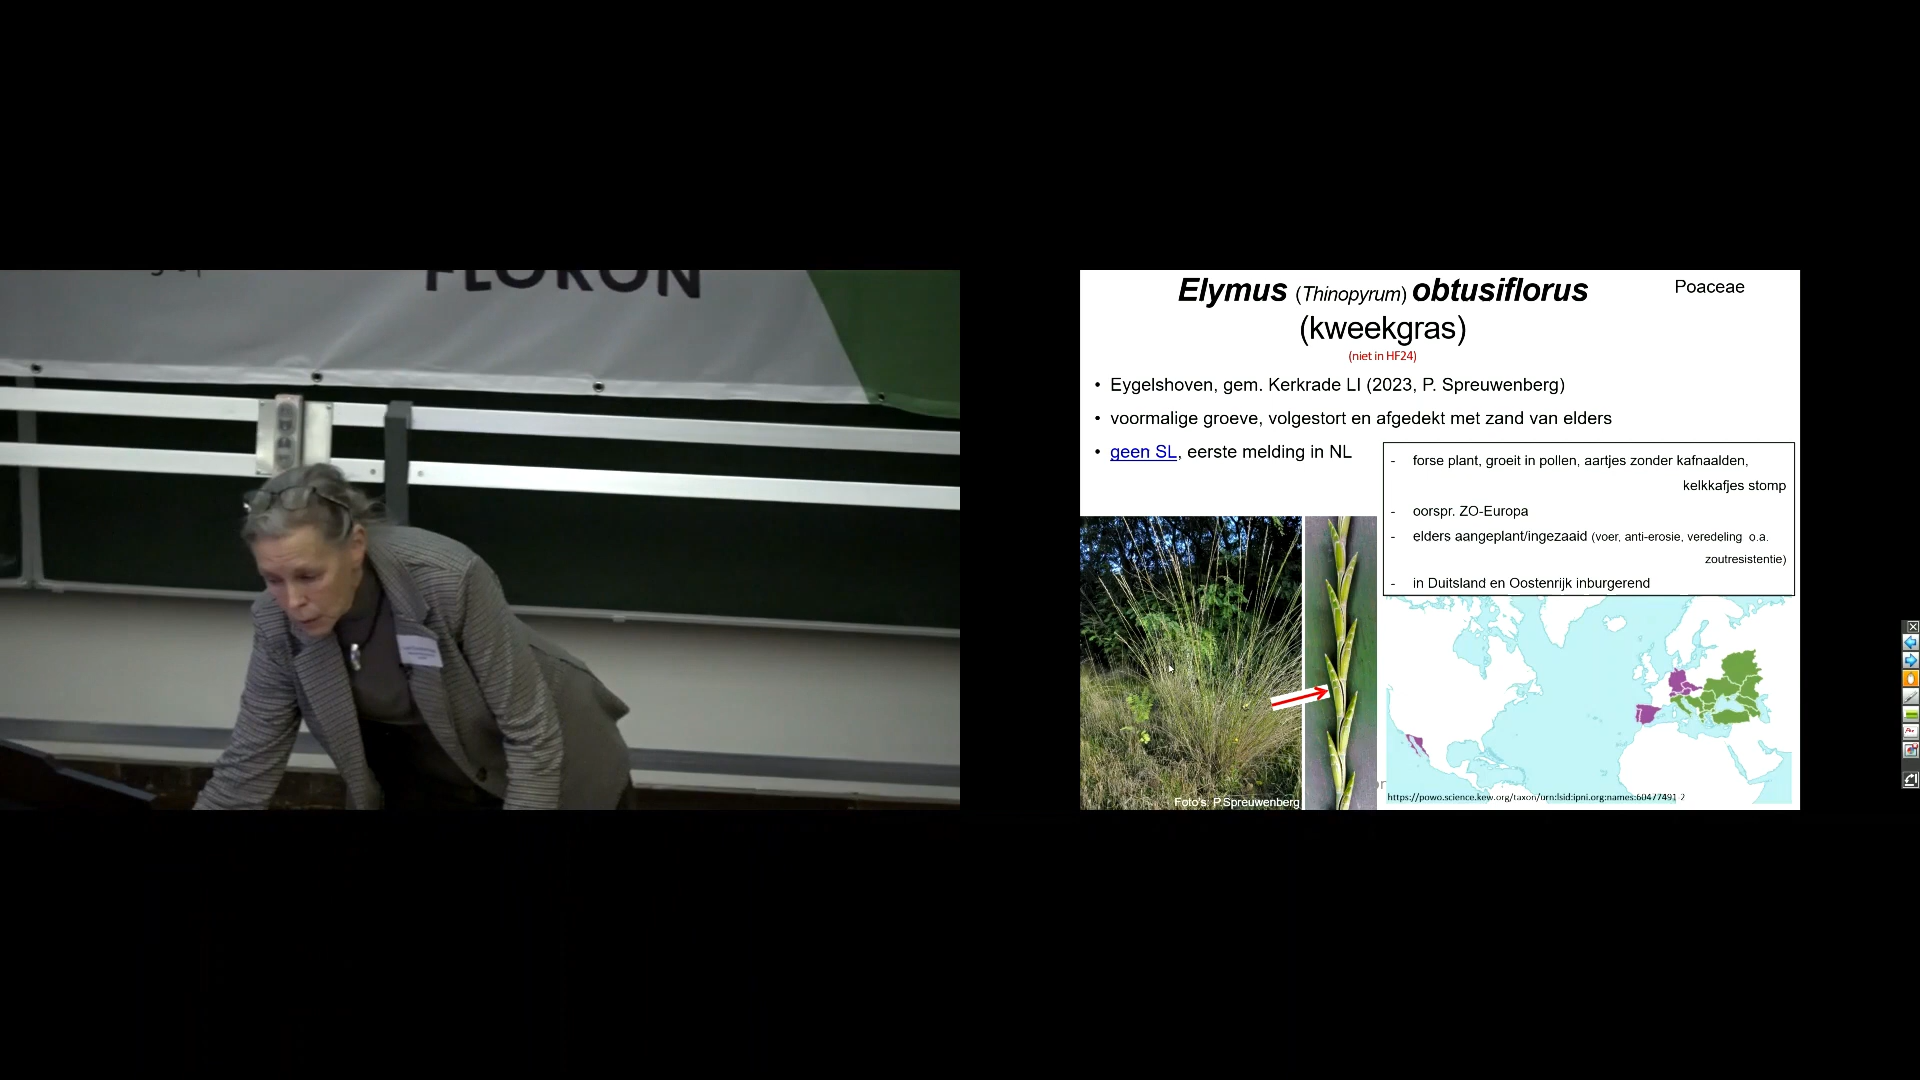 FLORON
Elymus (Thinopyrum) obtusiflorus
Poaceae
(kweekgras)
(niet in HF24)
• Eygelshoven, gem. Kerkrade LI (2023, P. Spreuwenberg)
• voormalige groeve, volgestort en afgedekt met zand van elders
• geen SL, eerste melding in NL
- forse plant, groeit in pollen, aartjes zonder kafnaalden,
kelkkafjes stomp
- oorspr. ZO-Europa
- elders aangeplant/ingezaaid (voer, anti-erosie, veredeling o.a.
zoutresistentie)
- in Duitsland en Oostenrijk inburgerend
Foto's: P.Spreuwenberg
https://powo.science.kew.org/taxon/urn:lsid:ipni.org:names:60477491-2